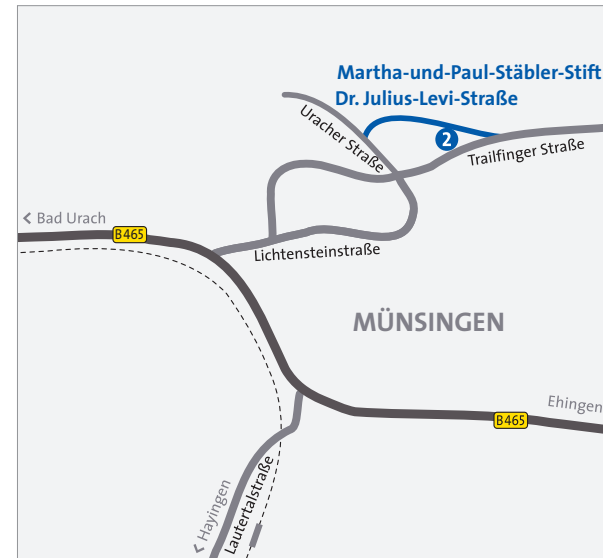 Martha-und-Paul-Stäbler-Stift
Dr. Julius-Levi-Straße
Uracher Straße
2
Trailfinger Straße
< Bad Urach
B465
Lichtensteinstraße
MÜNSINGEN
Ehingen
B465
< Hayingen
Lautertalstraße